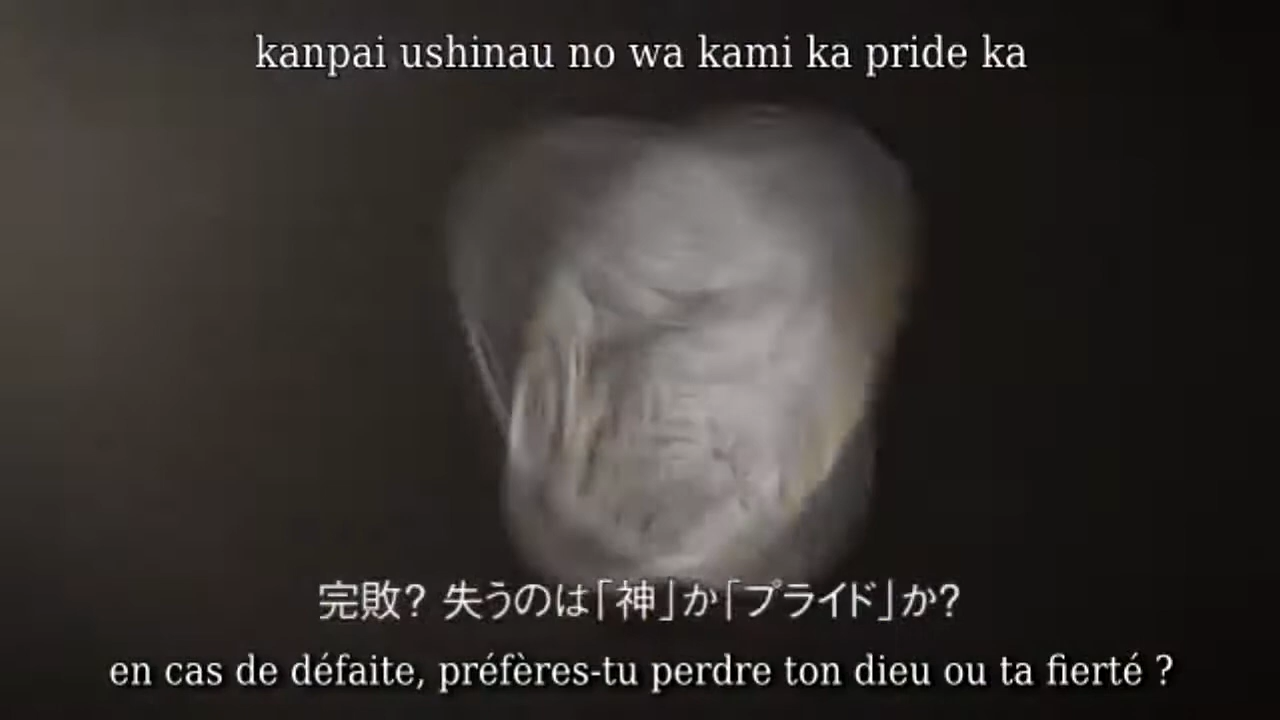 kanpai ushinau no wa kami ka pride ka
完敗? 失うのは｢神｣か｢プライド｣か?
en cas de défaite, préfères-tu perdre ton dieu ou ta fierté ?